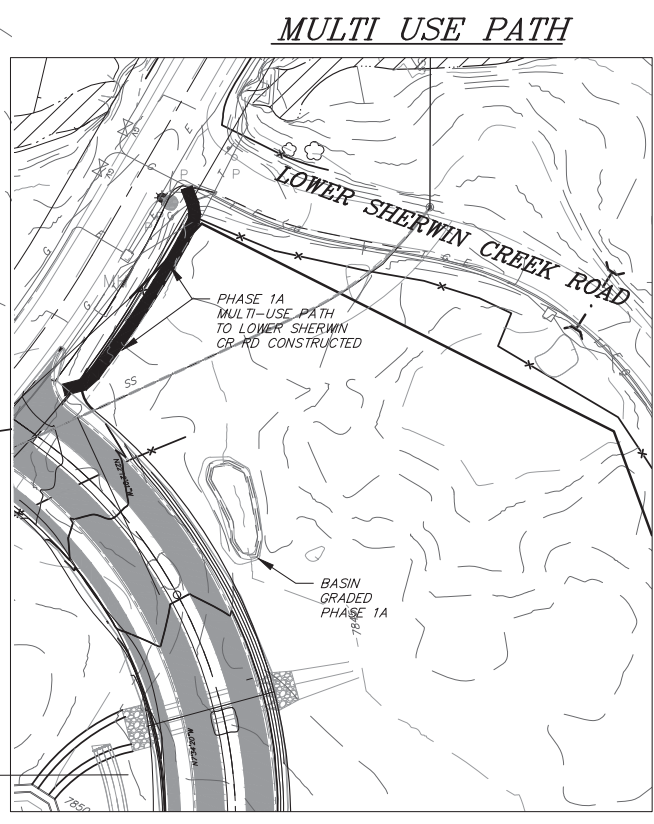 MULTI USE PATH
LOWER SHERWIN CREEK ROAD
PHASE 1A
MULTI-USE PATH
TO LOWER SHERWIN
CR RD CONSTRUCTED
SS
BASIN
GRADED
PHASE 1A
7850